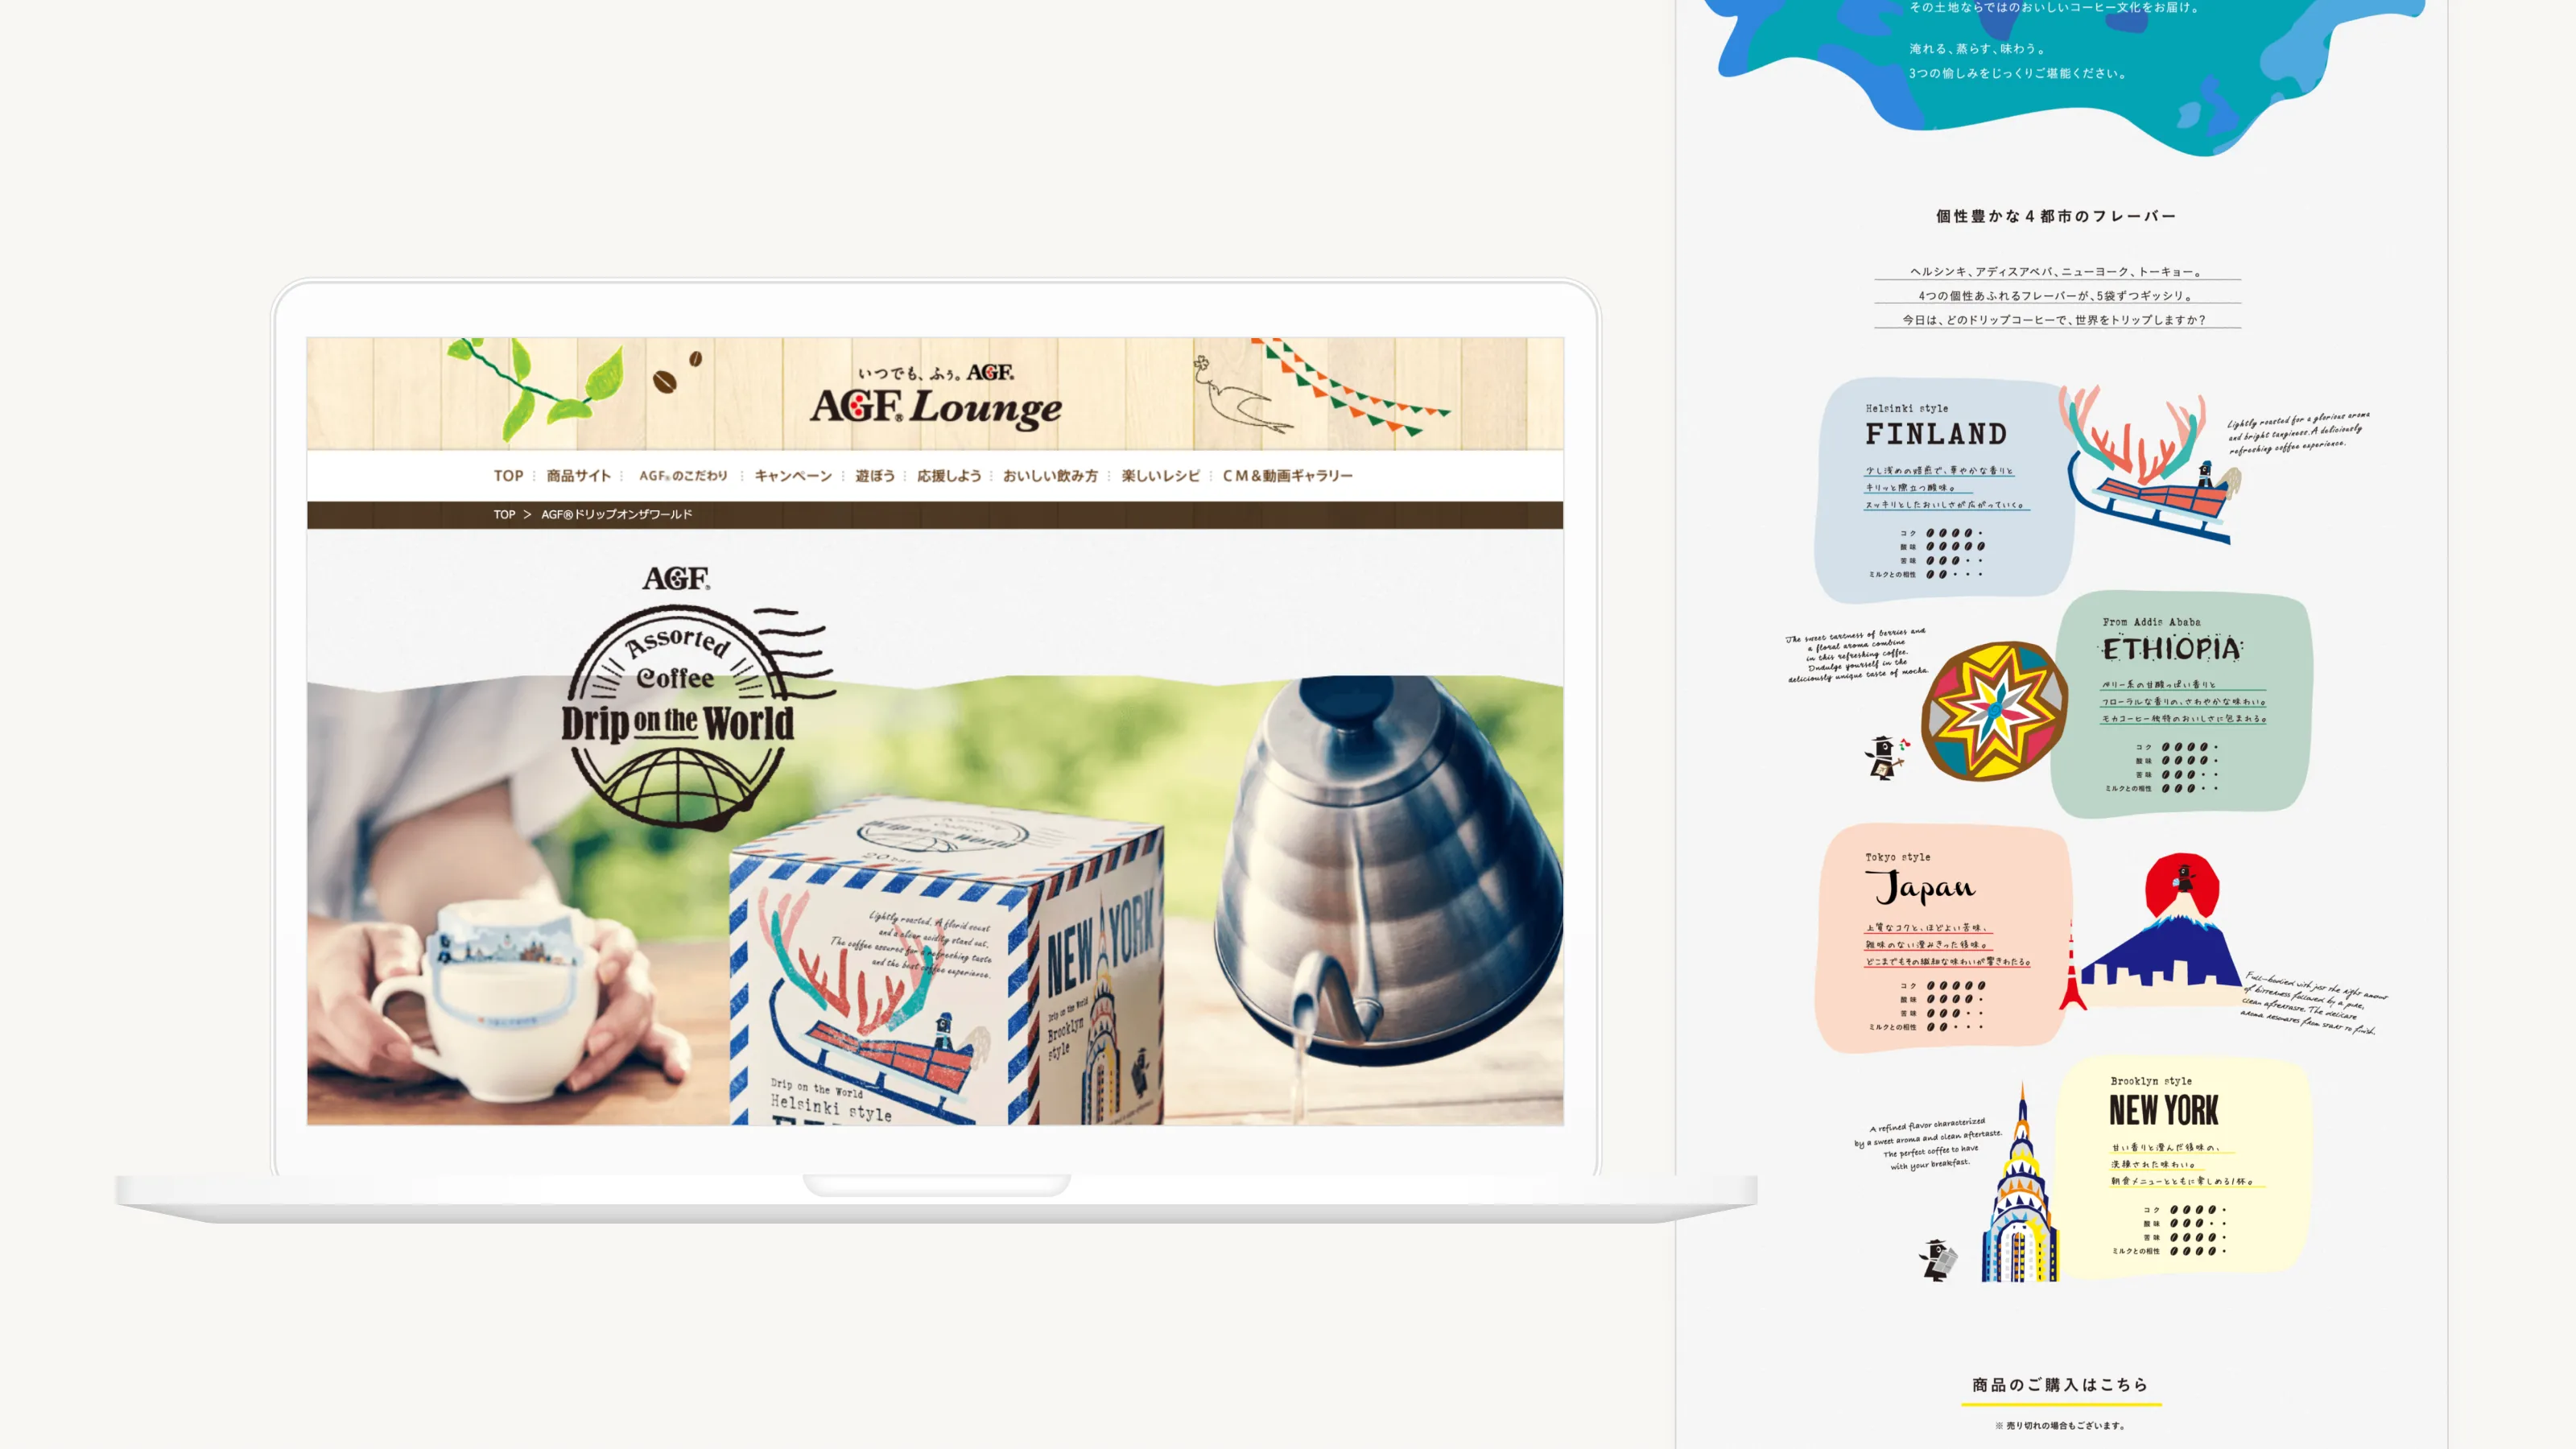 いつでも、ふぅ。AGF®
AGF® Lounge
TOP
商品サイト
AGF®のこだわり
キャンペーン
遊ぼう
応援しよう
おいしい飲み方
楽しいレシピ
CM&動画ギャラリー
TOP > AGF®ドリップオンザワールド
AGF®
Assorted
Coffee
Drip on the World
Assorted
Coffee
Drip on the World
Lightly roasted. A florid scent
and a clear acidity stand out.
The coffee assures for a refreshing taste
and the best coffee experience.
Drip on the World
Helsinki style
NEW YORK
Drip on the World
Brooklyn
style
その土地ならではのおいしいコーヒー文化をお届け。
淹れる、蒸らす、味わう。
3つの愉しみをじっくりご堪能ください。
個性豊かな4都市のフレーバー
ヘルシンキ、アディスアベバ、ニューヨーク、トーキョー。
4つの個性あふれるフレーバーが、5袋ずつギッシリ。
今日は、どのドリップコーヒーで、世界をトリップしますか?
Helsinki style
FINLAND
少し浅めの焙煎で、華やかな香りと
キリッと際立つ酸味。
スッキリとしたおいしさが広がっていく。
コク
酸味
苦味
ミルクとの相性
Lightly roasted for a glorious aroma
and bright tanginess. A deliciously
refreshing coffee experience.
From Addis Ababa
ETHIOPIA
ベリー系の甘酸っぱい香りと
フローラルな香りの、さわやかな味わい。
モカコーヒー独特のおいしさに包まれる。
コク
酸味
苦味
ミルクとの相性
The sweet tartness of berries and
a floral aroma combine
in this refreshing coffee.
Indulge yourself in the
deliciously unique taste of mocha.
Tokyo style
Japan
上質なコクと、ほどよい苦味、
雑味のない澄みきった後味。
どこまでもその繊細な味わいが響きわたる。
コク
酸味
苦味
ミルクとの相性
Full-bodied with just the right amount
of bitterness followed by a pure,
clean aftertaste. The delicate
aroma resonates from start to finish.
Brooklyn style
NEW YORK
甘い香りと澄んだ後味の、
洗練された味わい。
朝食メニューとともに楽しめる1杯。
コク
酸味
苦味
ミルクとの相性
A refined flavor characterized
by a sweet aroma and clean aftertaste.
The perfect coffee to have
with your breakfast.
商品のご購入はこちら
※ 売り切れの場合もございます。